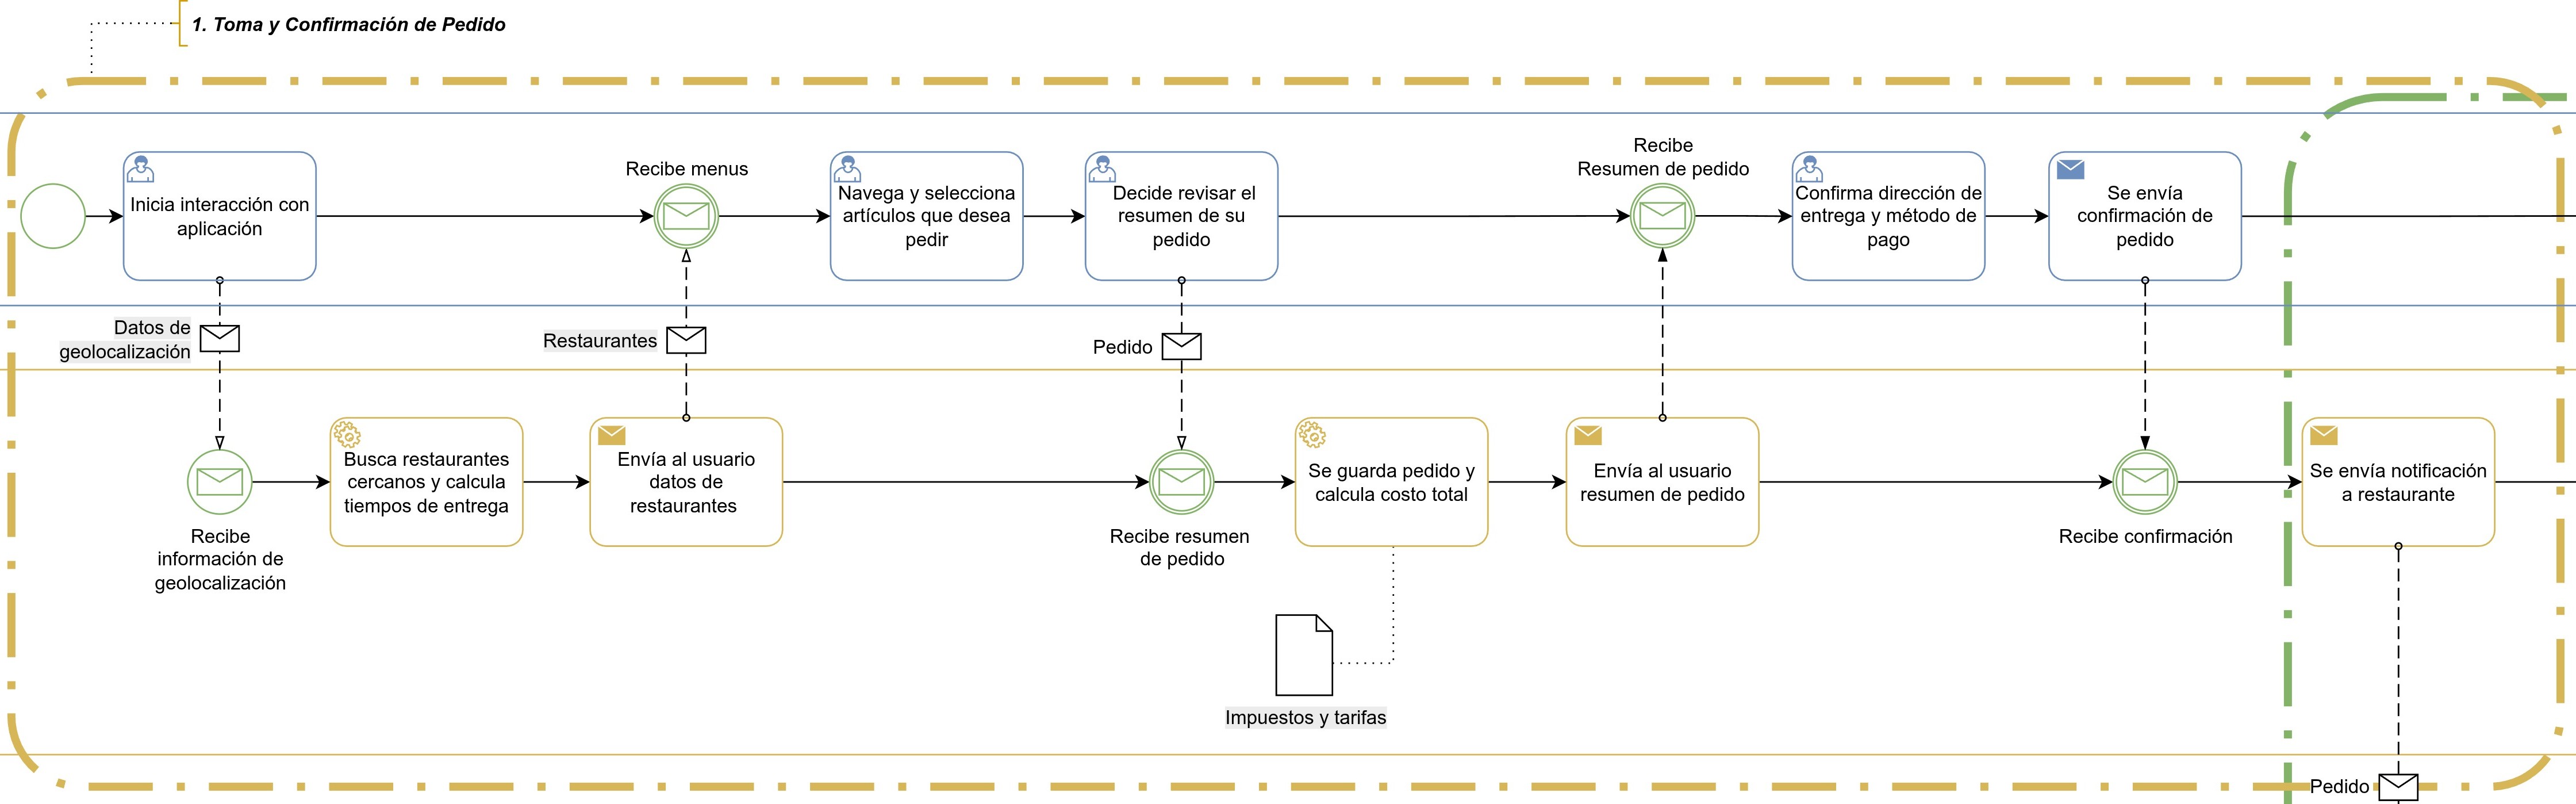 1. Toma y Confirmación de Pedido
Inicia interacción con
aplicación
Recibe menus
Navega y selecciona
artículos que desea
pedir
Decide revisar el
resumen de su
pedido
Recibe
Resumen de pedido
Confirma dirección de
entrega y método de
pago
Se envía
confirmación de
pedido
Datos de
geolocalización
Restaurantes
Pedido
Recibe
información de
geolocalización
Busca restaurantes
cercanos y calcula
tiempos de entrega
Envía al usuario
datos de
restaurantes
Recibe resumen
de pedido
Se guarda pedido y
calcula costo total
Envía al usuario
resumen de pedido
Recibe confirmación
Se envía notificación
a restaurante
Impuestos y tarifas
Pedido